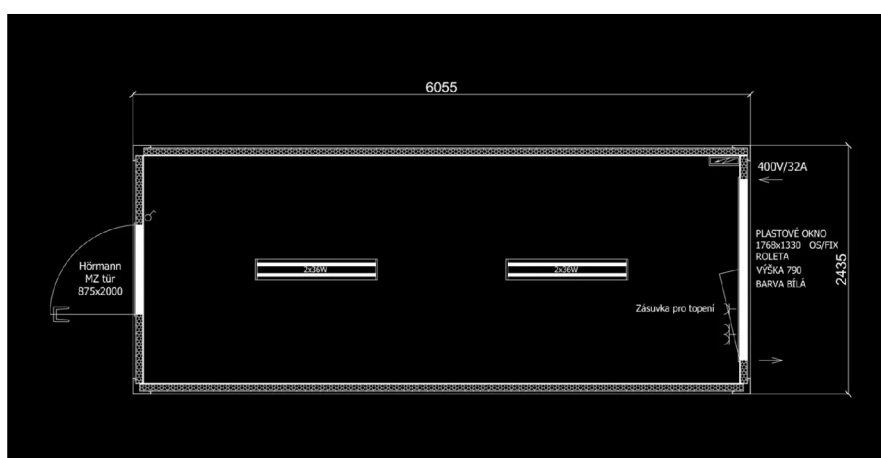 6055
400V/32A
Hörmann
MZ tür
875x2000
2x36W
2x36W
PLASTOVÉ OKNO
1768x1330 OS/FIX
ROLETA
VÝŠKA 790
BARVA BÍLÁ
2435
Zásuvka pro topení